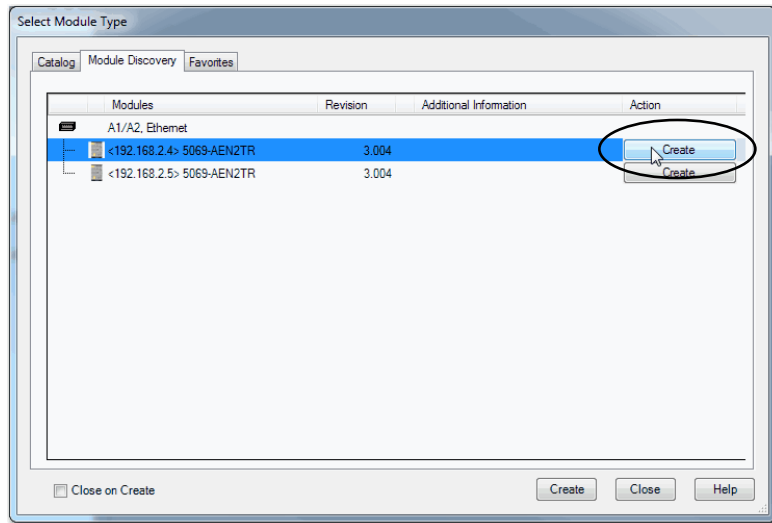 Select Module Type
Catalog Module Discovery Favorites
Modules Revision Additional Information Action
A1/A2, Ethernet
<192.168.2.4> 5069-AEN2TR 3.004 Create
<192.168.2.5> 5069-AEN2TR 3.004 Create
Close on Create Create Close Help